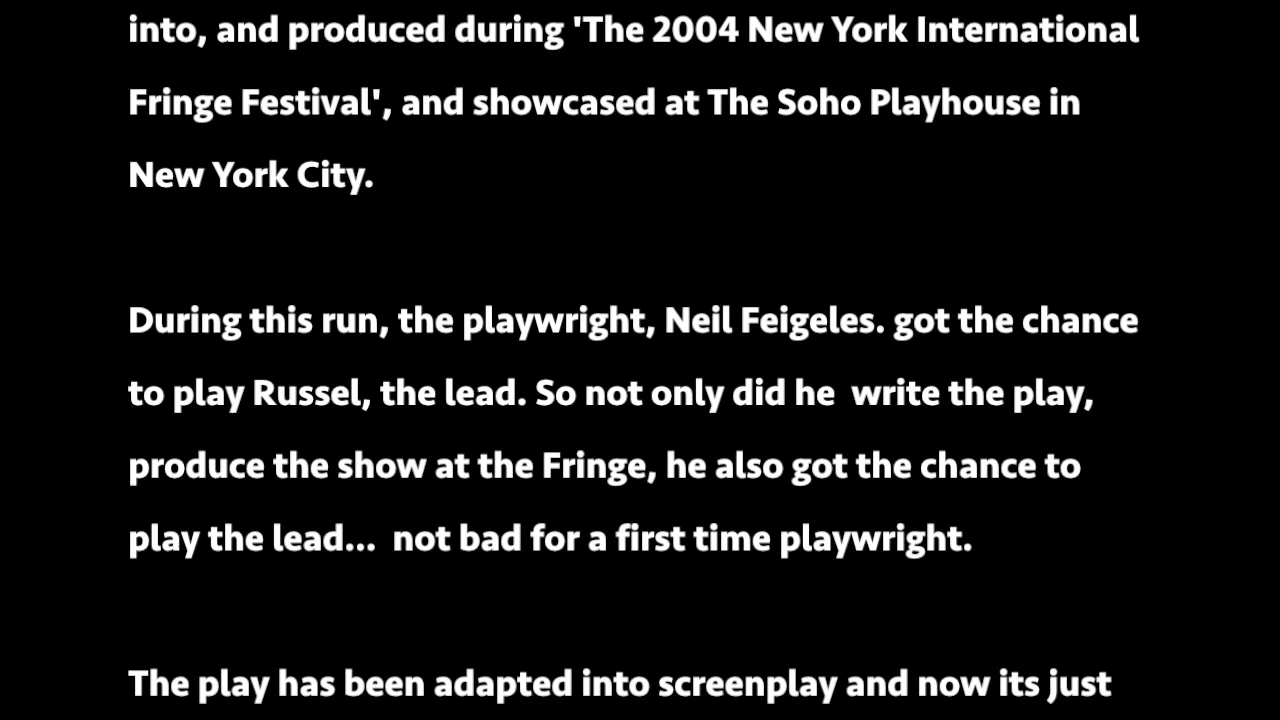 into, and produced during 'The 2004 New York International
Fringe Festival', and showcased at The Soho Playhouse in
New York City.
During this run, the playwright, Neil Feigeles. got the chance
to play Russel, the lead. So not only did he  write the play,
produce the show at the Fringe, he also got the chance to
play the lead...  not bad for a first time playwright.
The play has been adapted into screenplay and now its just